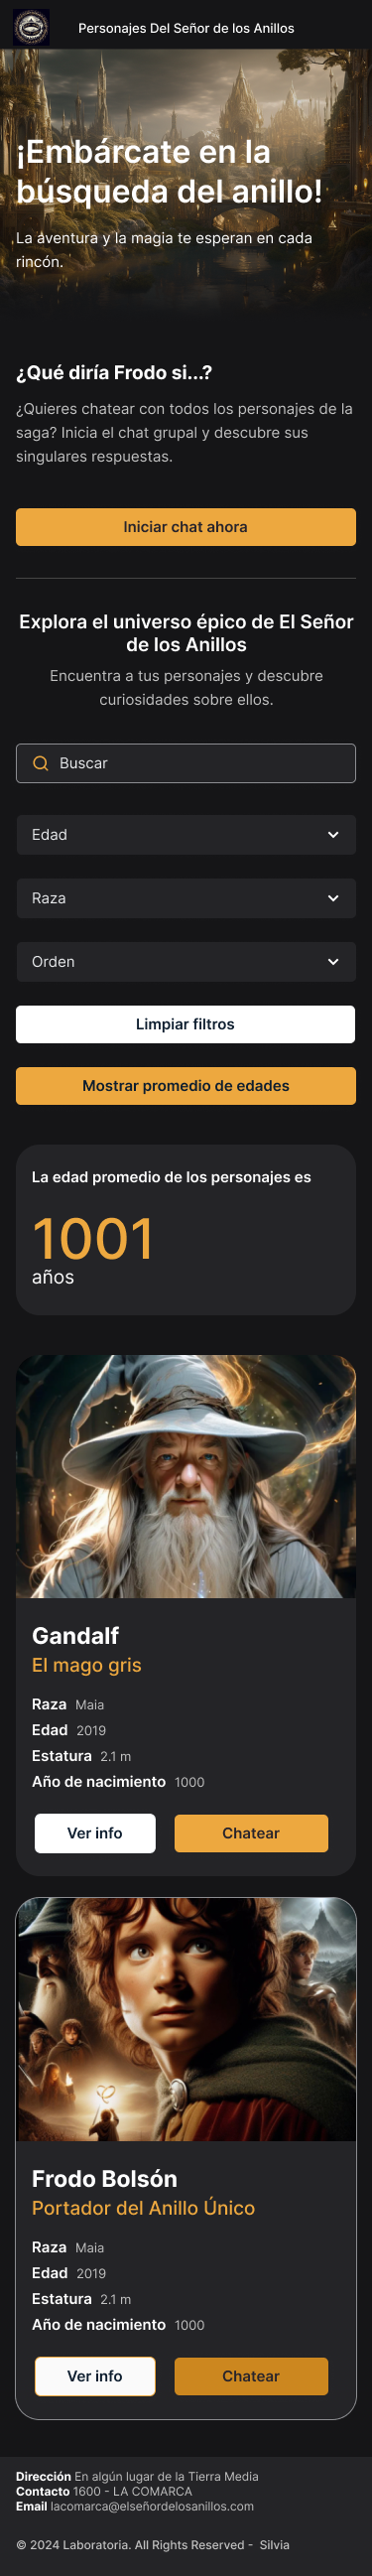 Personajes Del Señor de los Anillos
¡Embárcate en la
búsqueda del anillo!
La aventura y la magia te esperan en cada
rincón.
¿Qué diría Frodo si...?
¿Quieres chatear con todos los personajes de la
saga? Inicia el chat grupal y descubre sus
singulares respuestas.
Iniciar chat ahora
Explora el universo épico de El Señor
de los Anillos
Encuentra a tus personajes y descubre
curiosidades sobre ellos.
Buscar
Edad
Raza
Orden
Limpiar filtros
Mostrar promedio de edades
La edad promedio de los personajes es
1001
años
Gandalf
El mago gris
Raza Maia
Edad 2019
Estatura 2.1 m
Año de nacimiento 1000
Ver info Chatear
Frodo Bolsón
Portador del Anillo Único
Raza Maia
Edad 2019
Estatura 2.1 m
Año de nacimiento 1000
Ver info Chatear
Dirección En algún lugar de la Tierra Media
Contacto 1600 - LA COMARCA
Email lacomarca@elseñordelosanillos.com
© 2024 Laboratoria. All Rights Reserved - Silvia